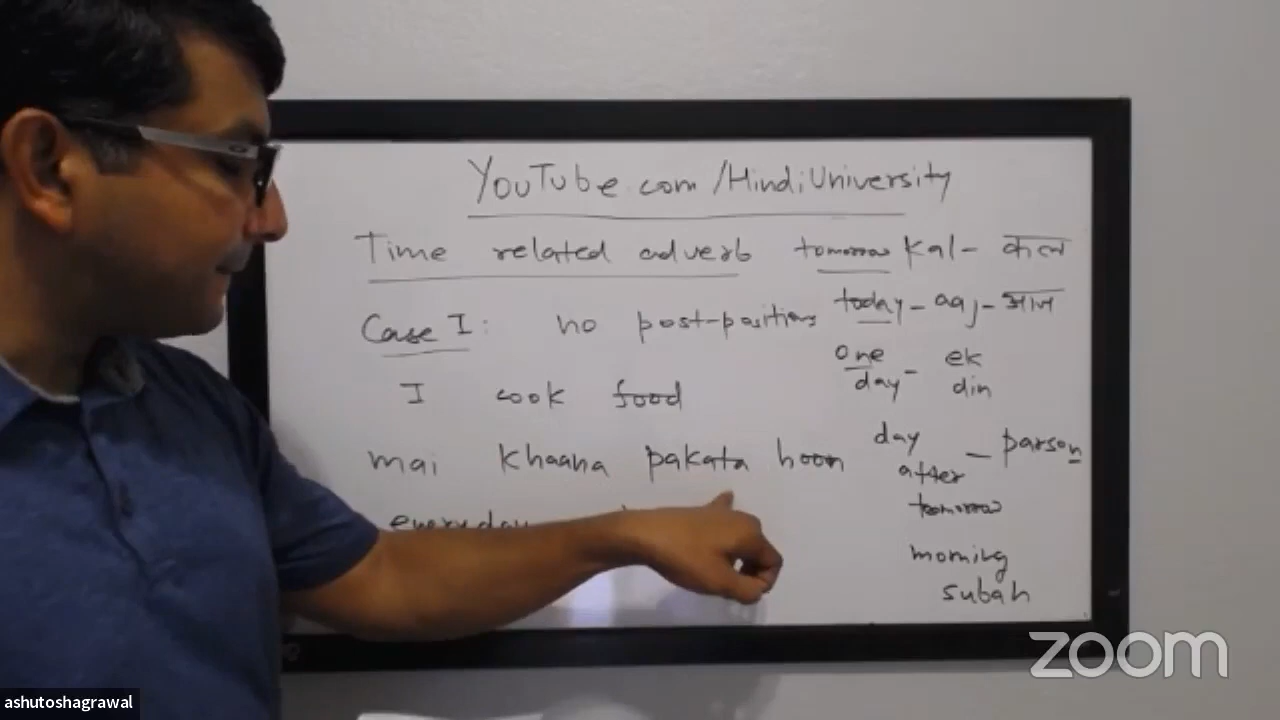 YouTube.com/HindiUniversity
Time related adverb
tomorrow kal - कल
today - aaj - आज
Case I: no post-positions
one day - ek din
I cook food
mai khaana pakata hoon
day after tomorrow - parson
everyday
morning
subah
zoom
ashutoshagrawal